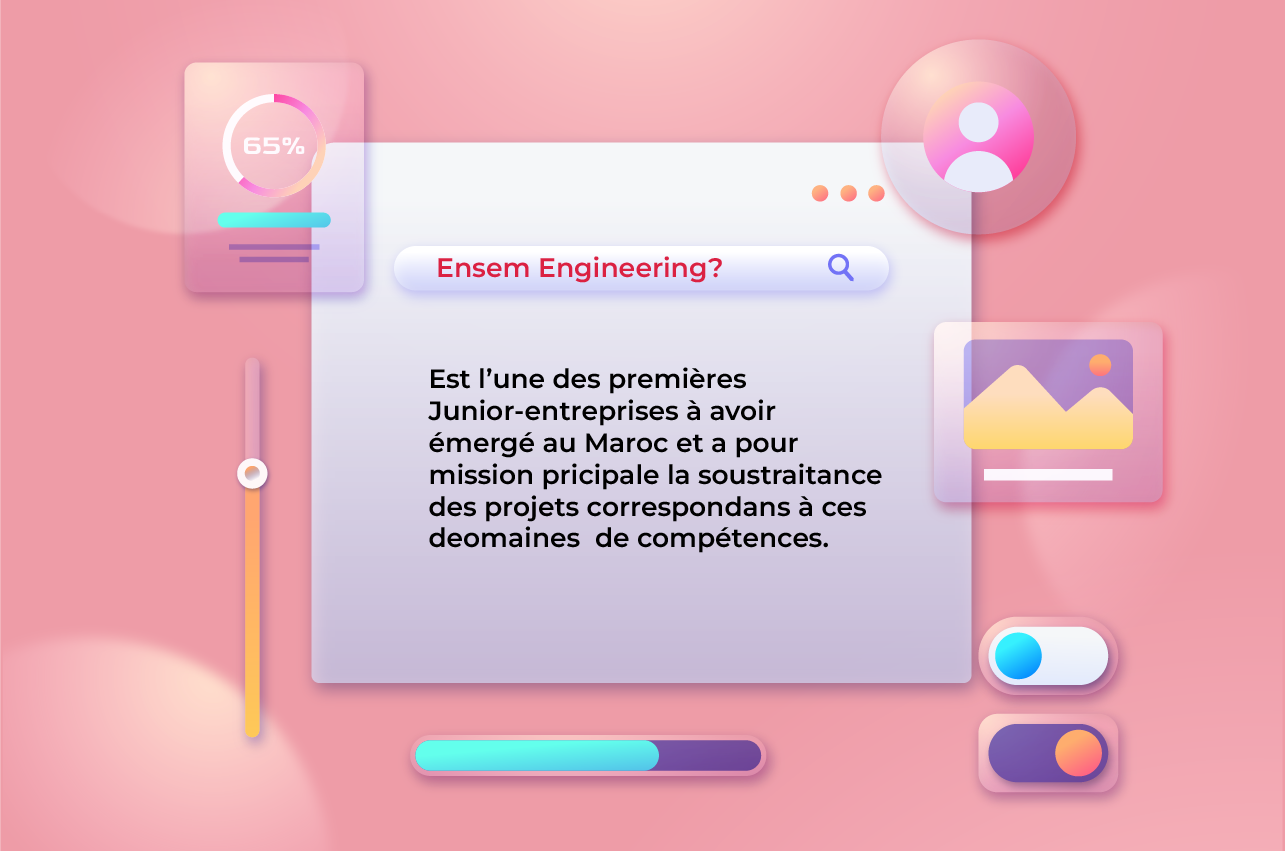 65%
Ensem Engineering?
Est l’une des premières
Junior-entreprises à avoir
émergé au Maroc et a pour
mission pricipale la soustraitance
des projets correspondans à ces
deomaines  de compétences.